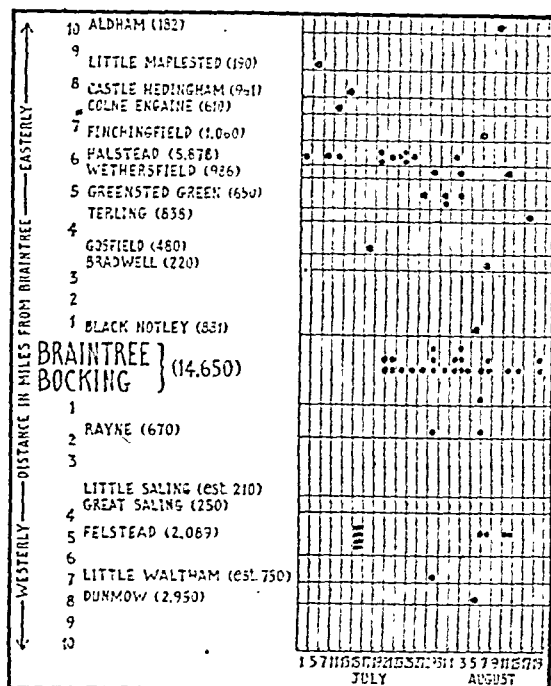 10 ALDHAM (182)
9
LITTLE MAPLESTED (190)
8 CASTLE HEDINGHAM (961)
COLNE ENGAINE (610)
7
FINCHINGFIELD (1,060)
6 HALSTEAD (5,878)
WETHERSFIELD (986)
5 GREENSTED GREEN (650)
TERLING (836)
4
GOSFIELD (480)
BRADWELL (220)
3
2
1
BLACK NOTLEY (831)
BRAINTREE
BOCKING
(14,650)
1
RAYNE (670)
2
3
LITTLE SALING (est. 210)
GREAT SALING (250)
4
5 FELSTEAD (2,089)
6
7 LITTLE WALTHAM (est. 750)
8 DUNMOW (2,950)
9
10
WESTERLY — DISTANCE IN MILES FROM BRAINTREE — EASTERLY
JULY AUGUST